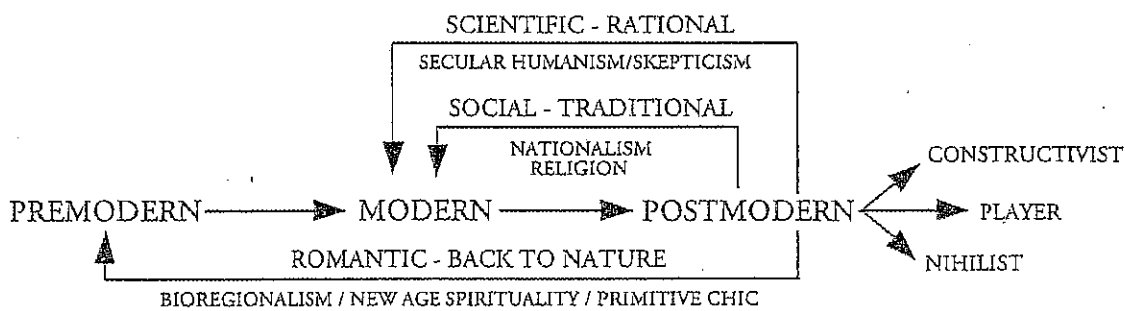 SCIENTIFIC - RATIONAL
SECULAR HUMANISM/SKEPTICISM
SOCIAL - TRADITIONAL
NATIONALISM
RELIGION
CONSTRUCTIVIST
PREMODERN MODERN POSTMODERN PLAYER
ROMANTIC - BACK TO NATURE
NIHILIST
BIOREGIONALISM / NEW AGE SPIRITUALITY / PRIMITIVE CHIC